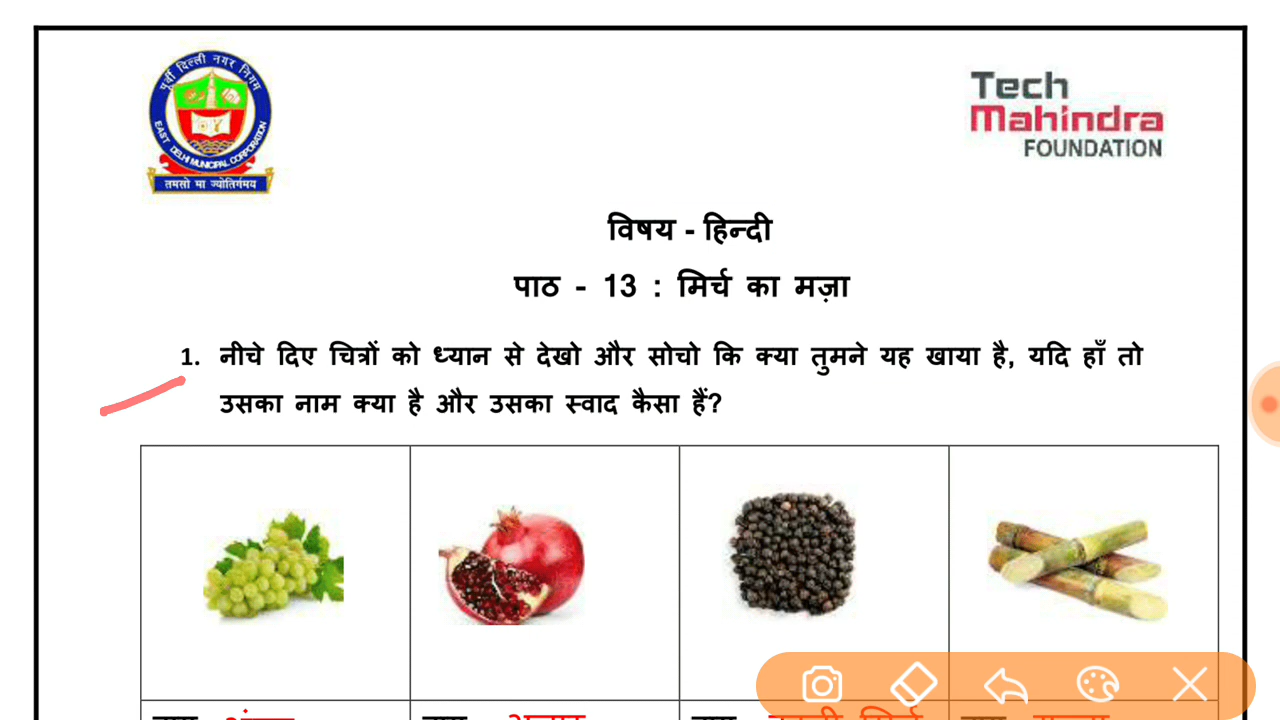 पूर्वी दिल्ली नगर निगम
EAST DELHI MUNICIPAL CORPORATION
तमसो मा ज्योतिर्गमय
Tech
Mahindra
FOUNDATION
विषय - हिन्दी
पाठ - 13 : मिर्च का मज़ा
1. नीचे दिए चित्रों को ध्यान से देखो और सोचो कि क्या तुमने यह खाया है, यदि हाँ तो
उसका नाम क्या है और उसका स्वाद कैसा हैं?